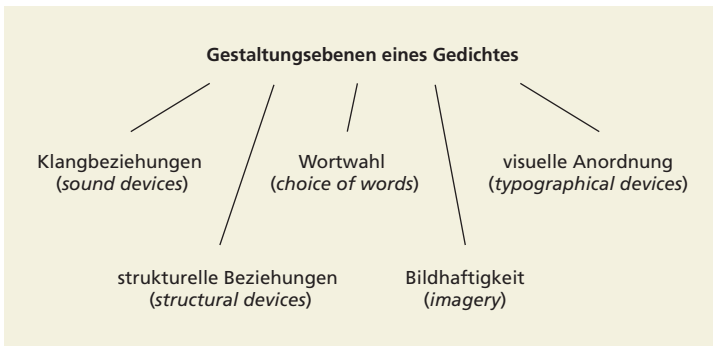 Gestaltungsebenen eines Gedichtes
Klangbeziehungen
(sound devices)
Wortwahl
(choice of words)
visuelle Anordnung
(typographical devices)
strukturelle Beziehungen
(structural devices)
Bildhaftigkeit
(imagery)